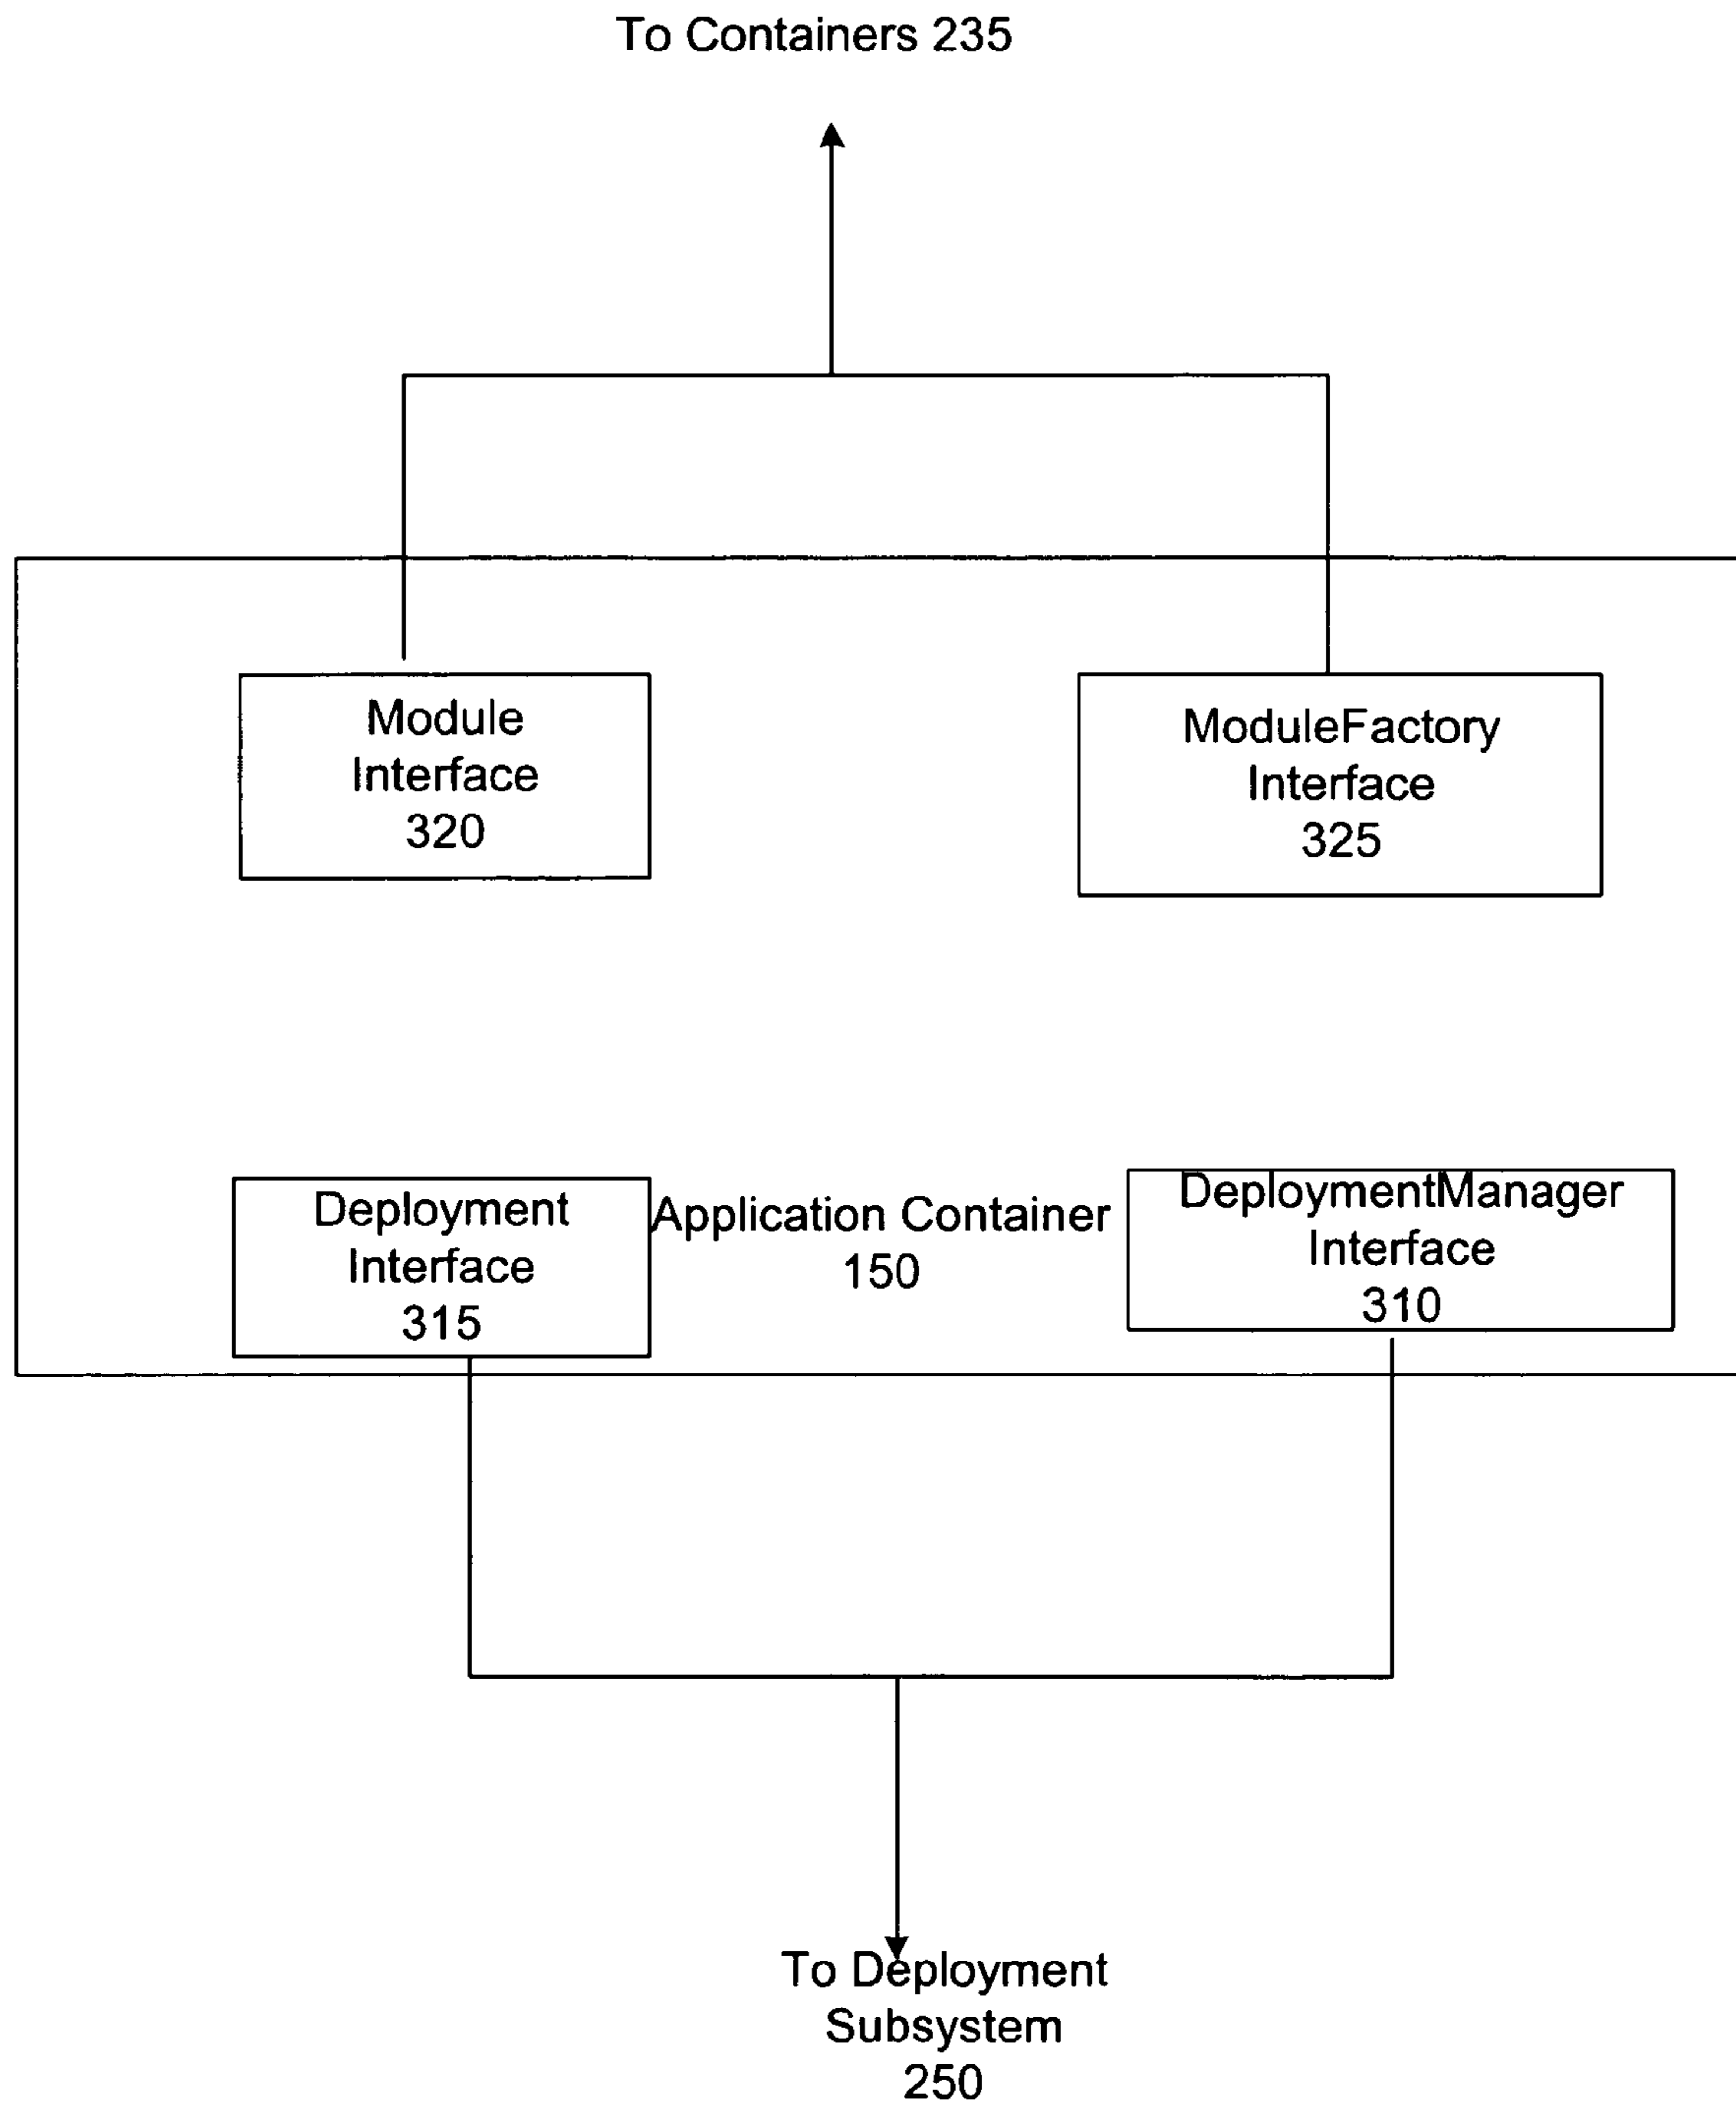 To Containers 235
Module
Interface
320
ModuleFactory
Interface
325
Deployment
Interface
315
Application Container
150
DeploymentManager
Interface
310
To Deployment
Subsystem
250